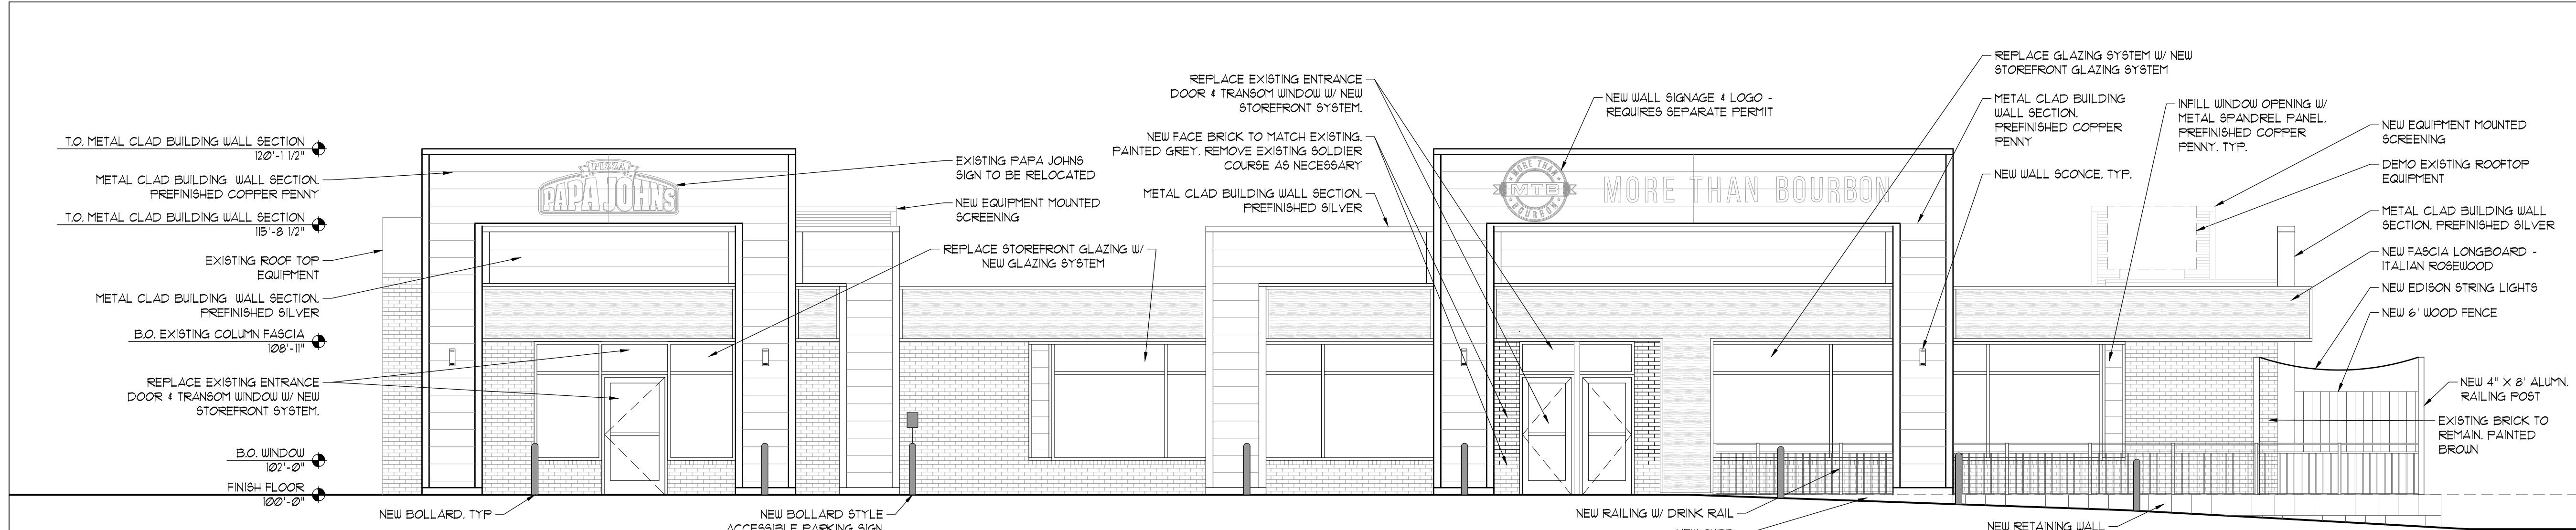 T.O. METAL CLAD BUILDING WALL SECTION
120'-1 1/2"
METAL CLAD BUILDING WALL SECTION,
PREFINISHED COPPER PENNY
T.O. METAL CLAD BUILDING WALL SECTION
115'-8 1/2"
EXISTING ROOF TOP
EQUIPMENT
METAL CLAD BUILDING WALL SECTION,
PREFINISHED SILVER
B.O. EXISTING COLUMN FASCIA
108'-11"
REPLACE EXISTING ENTRANCE
DOOR & TRANSOM WINDOW W/ NEW
STOREFRONT SYSTEM.
B.O. WINDOW
102'-0"
FINISH FLOOR
100'-0"
NEW BOLLARD, TYP
PIZZA
PAPA JOHNS
EXISTING PAPA JOHNS
SIGN TO BE RELOCATED
NEW EQUIPMENT MOUNTED
SCREENING
REPLACE STOREFRONT GLAZING W/
NEW GLAZING SYSTEM
NEW BOLLARD STYLE
ACCESSIBLE PARKING SIGN
REPLACE EXISTING ENTRANCE
DOOR & TRANSOM WINDOW W/ NEW
STOREFRONT SYSTEM.
NEW FACE BRICK TO MATCH EXISTING,
PAINTED GREY. REMOVE EXISTING SOLDIER
COURSE AS NECESSARY
METAL CLAD BUILDING WALL SECTION,
PREFINISHED SILVER
NEW WALL SIGNAGE & LOGO -
REQUIRES SEPARATE PERMIT
MORE THAN
MTB
BOURBON
MORE THAN BOURBON
REPLACE GLAZING SYSTEM W/ NEW
STOREFRONT GLAZING SYSTEM
METAL CLAD BUILDING
WALL SECTION,
PREFINISHED COPPER
PENNY
NEW WALL SCONCE, TYP.
INFILL WINDOW OPENING W/
METAL SPANDREL PANEL,
PREFINISHED COPPER
PENNY, TYP.
NEW EQUIPMENT MOUNTED
SCREENING
DEMO EXISTING ROOFTOP
EQUIPMENT
METAL CLAD BUILDING WALL
SECTION, PREFINISHED SILVER
NEW FASCIA LONGBOARD -
ITALIAN ROSEWOOD
NEW EDISON STRING LIGHTS
NEW 6' WOOD FENCE
NEW 4" X 8' ALUMN.
RAILING POST
EXISTING BRICK TO
REMAIN, PAINTED
BROWN
NEW RAILING W/ DRINK RAIL
NEW RETAINING WALL